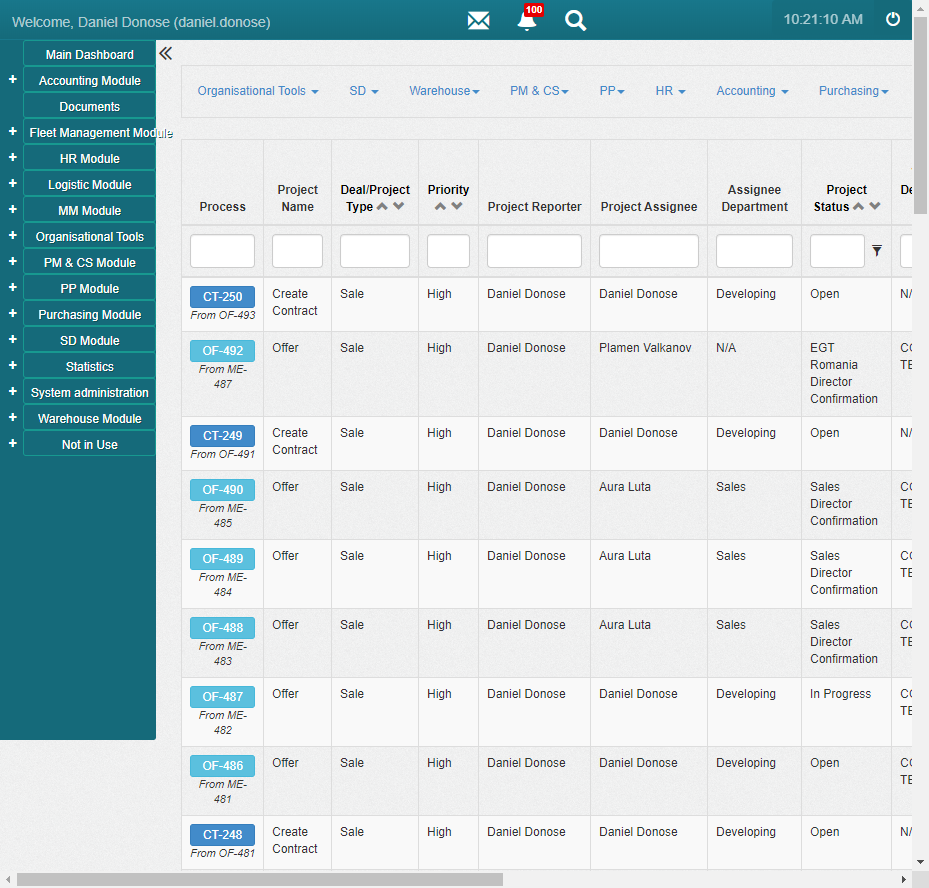 Welcome, Daniel Donose (daniel.donose)
100
10:21:10 AM
Main Dashboard
+ Accounting Module
Documents
+ Fleet Management Module
+ HR Module
+ Logistic Module
+ MM Module
+ Organisational Tools
+ PM & CS Module
+ PP Module
+ Purchasing Module
+ SD Module
+ Statistics
+ System administration
+ Warehouse Module
+ Not in Use
Organisational Tools SD Warehouse PM & CS PP HR Accounting Purchasing
Process
Project
Name
Deal/Project
Type
Priority
Project Reporter
Project Assignee
Assignee
Department
Project
Status
De
CT-250
From OF-493
Create
Contract
Sale
High
Daniel Donose
Daniel Donose
Developing
Open
N/
OF-492
From ME-
487
Offer
Sale
High
Daniel Donose
Plamen Valkanov
N/A
EGT
Romania
Director
Confirmation
CO
TE
CT-249
From OF-491
Create
Contract
Sale
High
Daniel Donose
Daniel Donose
Developing
Open
N/
OF-490
From ME-
485
Offer
Sale
High
Daniel Donose
Aura Luta
Sales
Sales
Director
Confirmation
CO
TE
OF-489
From ME-
484
Offer
Sale
High
Daniel Donose
Aura Luta
Sales
Sales
Director
Confirmation
CO
TE
OF-488
From ME-
483
Offer
Sale
High
Daniel Donose
Aura Luta
Sales
Sales
Director
Confirmation
CO
TE
OF-487
From ME-
482
Offer
Sale
High
Daniel Donose
Daniel Donose
Developing
In Progress
CO
TE
OF-486
From ME-
481
Offer
Sale
High
Daniel Donose
Daniel Donose
Developing
Open
CO
TE
CT-248
From OF-481
Create
Contract
Sale
High
Daniel Donose
Daniel Donose
Developing
Open
N/